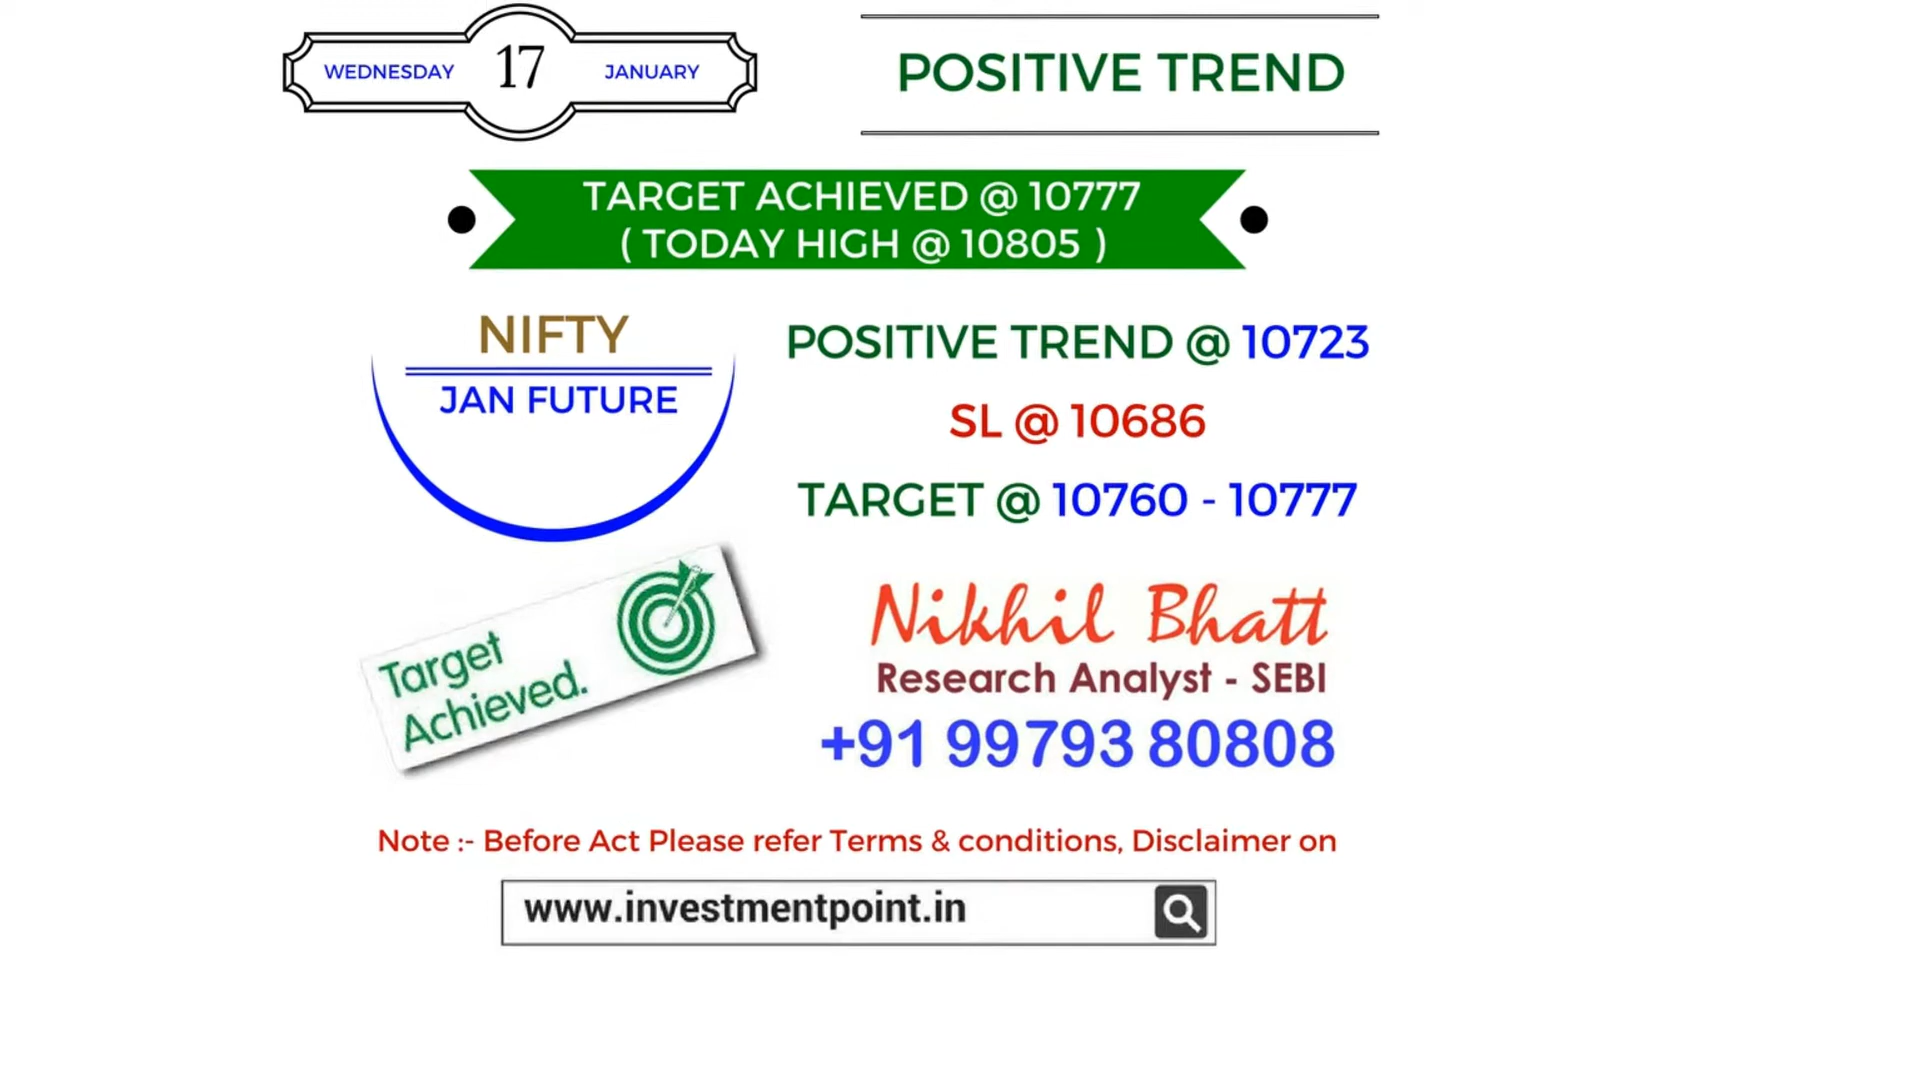 WEDNESDAY 17 JANUARY
POSITIVE TREND
TARGET ACHIEVED @ 10777
( TODAY HIGH @ 10805 )
NIFTY
JAN FUTURE
POSITIVE TREND @ 10723
SL @ 10686
TARGET @ 10760 - 10777
Target
Achieved.
Nikhil Bhatt
Research Analyst - SEBI
+91 99793 80808
Note :- Before Act Please refer Terms & conditions, Disclaimer on
www.investmentpoint.in